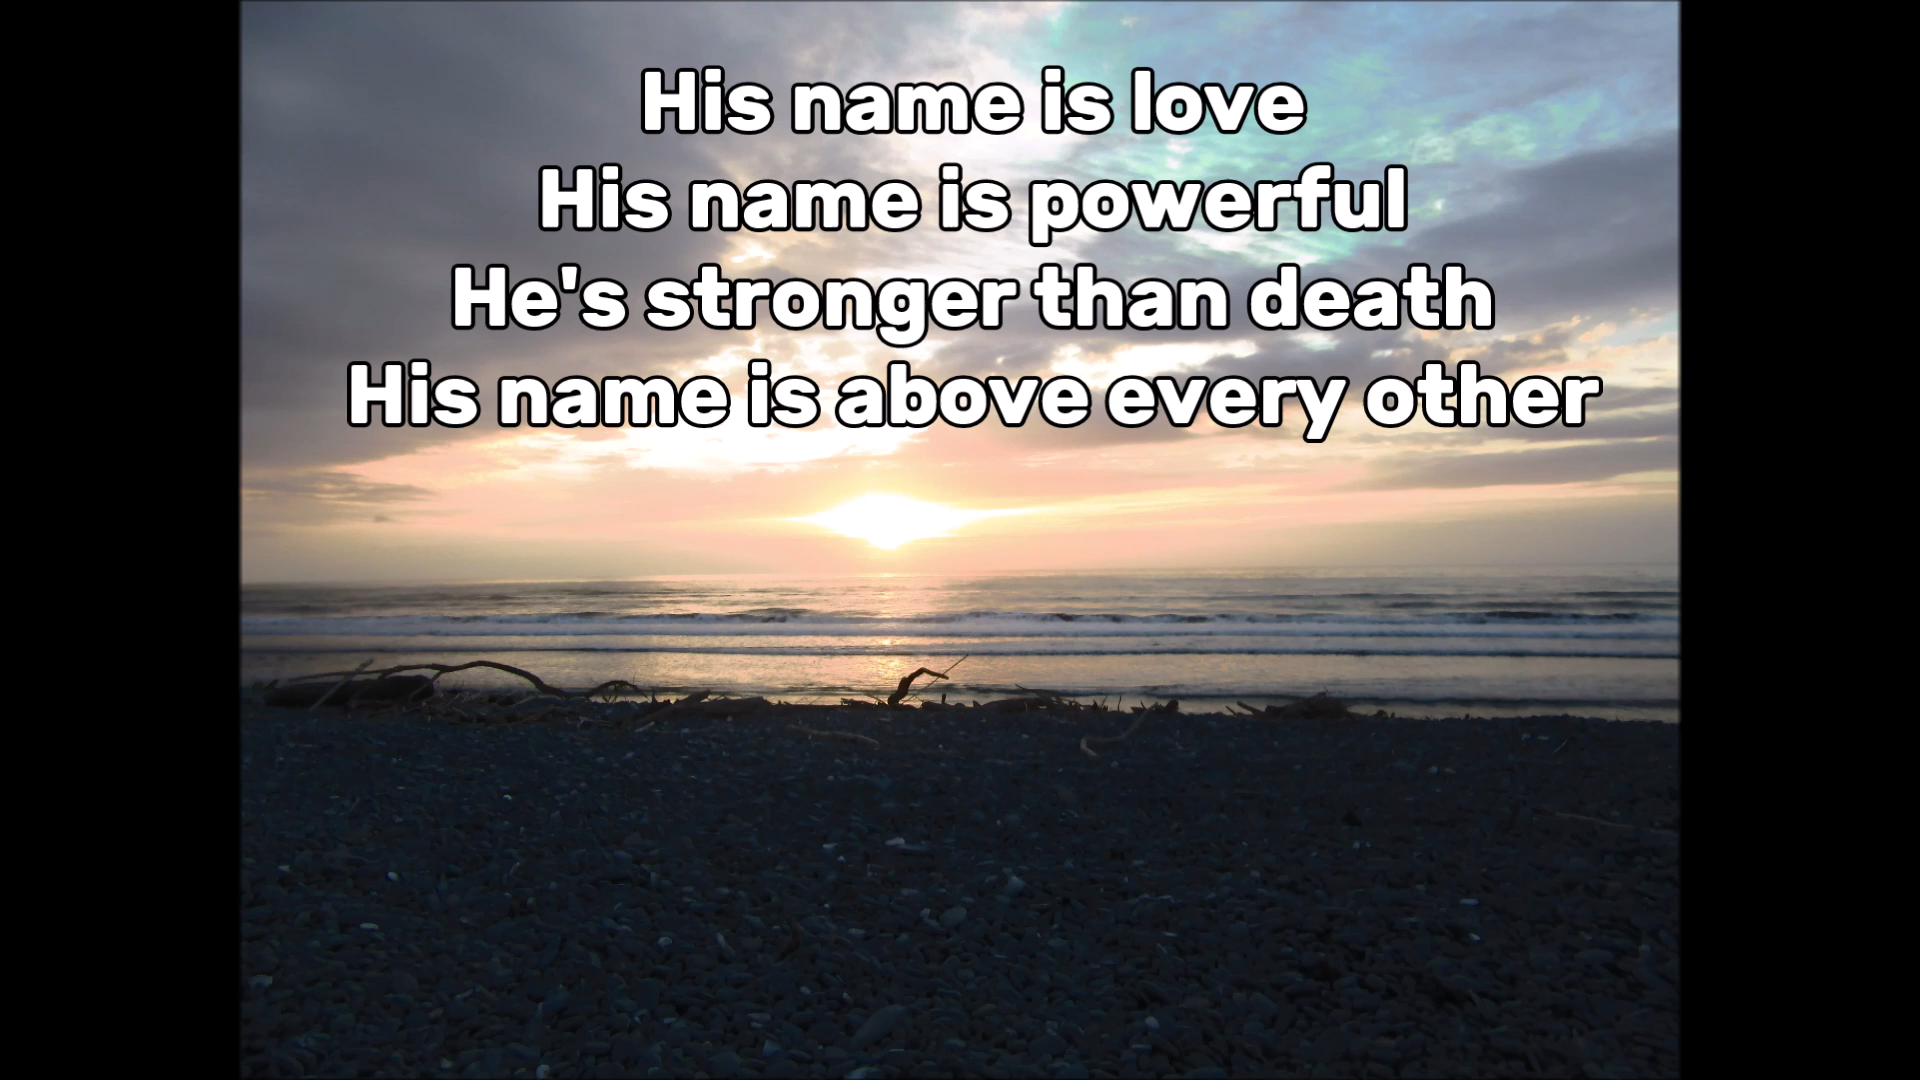 His name is love
His name is powerful
He's stronger than death
His name is above every other